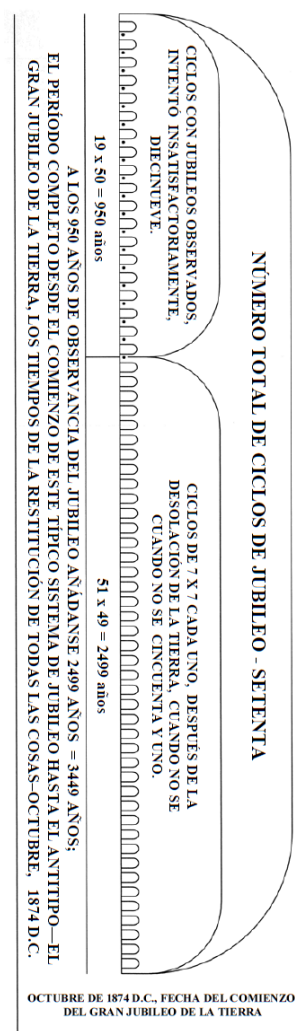 NÚMERO TOTAL DE CICLOS DE JUBILEO - SETENTA
CICLOS CON JUBILEOS OBSERVADOS,
INTENTÓ INSATISFACTORIAMENTE,
DIECINUEVE.
CICLOS DE 7 X 7 CADA UNO, DESPUÉS DE LA
DESOLACIÓN DE LA TIERRA, CUANDO NO SE
CUANDO NO SE CINCUENTA Y UNO.
19 x 50 = 950 años
51 x 49 = 2499 años
A LOS 950 AÑOS DE OBSERVANCIA DEL JUBILEO AÑÁDANSE 2499 AÑOS = 3449 AÑOS;
EL PERÍODO COMPLETO DESDE EL COMIENZO DE ESTE TÍPICO SISTEMA DE JUBILEO HASTA EL ANTITIPO—EL
GRAN JUBILEO DE LA TIERRA, LOS TIEMPOS DE LA RESTITUCIÓN DE TODAS LAS COSAS–OCTUBRE, 1874 D.C.
OCTUBRE DE 1874 D.C., FECHA DEL COMIENZO
DEL GRAN JUBILEO DE LA TIERRA